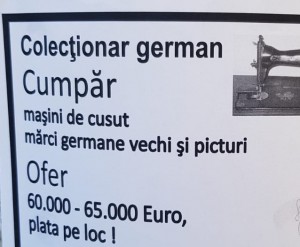 Colecţionar german
Cumpăr
maşini de cusut
mărci germane vechi şi picturi
Ofer
60.000 - 65.000 Euro,
plata pe loc !